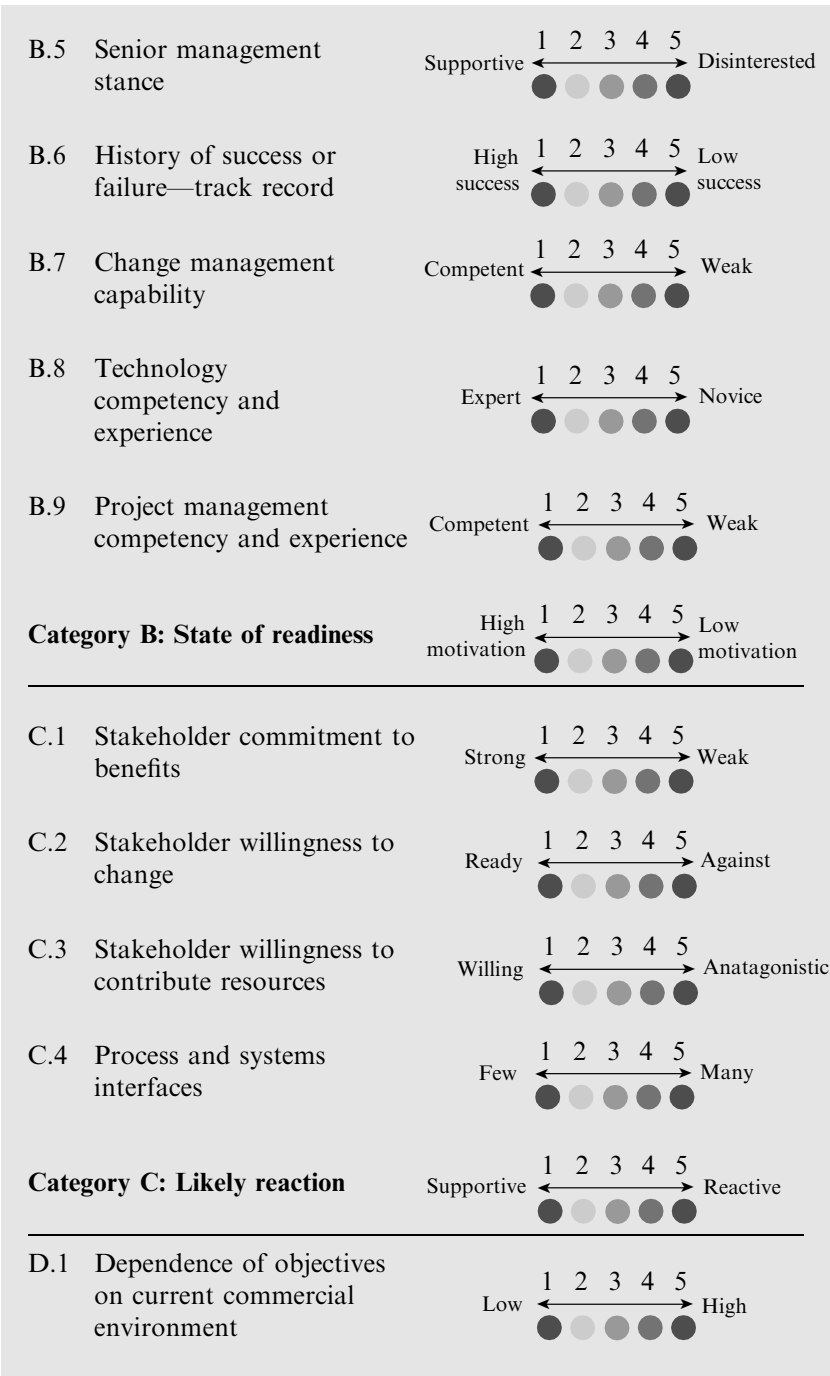 B.5 Senior management stance
Supportive 1 2 3 4 5 Disinterested
B.6 History of success or failure—track record
High success 1 2 3 4 5 Low success
B.7 Change management capability
Competent 1 2 3 4 5 Weak
B.8 Technology competency and experience
Expert 1 2 3 4 5 Novice
B.9 Project management competency and experience
Competent 1 2 3 4 5 Weak
Category B: State of readiness
High motivation 1 2 3 4 5 Low motivation
C.1 Stakeholder commitment to benefits
Strong 1 2 3 4 5 Weak
C.2 Stakeholder willingness to change
Ready 1 2 3 4 5 Against
C.3 Stakeholder willingness to contribute resources
Willing 1 2 3 4 5 Anatagonistic
C.4 Process and systems interfaces
Few 1 2 3 4 5 Many
Category C: Likely reaction
Supportive 1 2 3 4 5 Reactive
D.1 Dependence of objectives on current commercial environment
Low 1 2 3 4 5 High